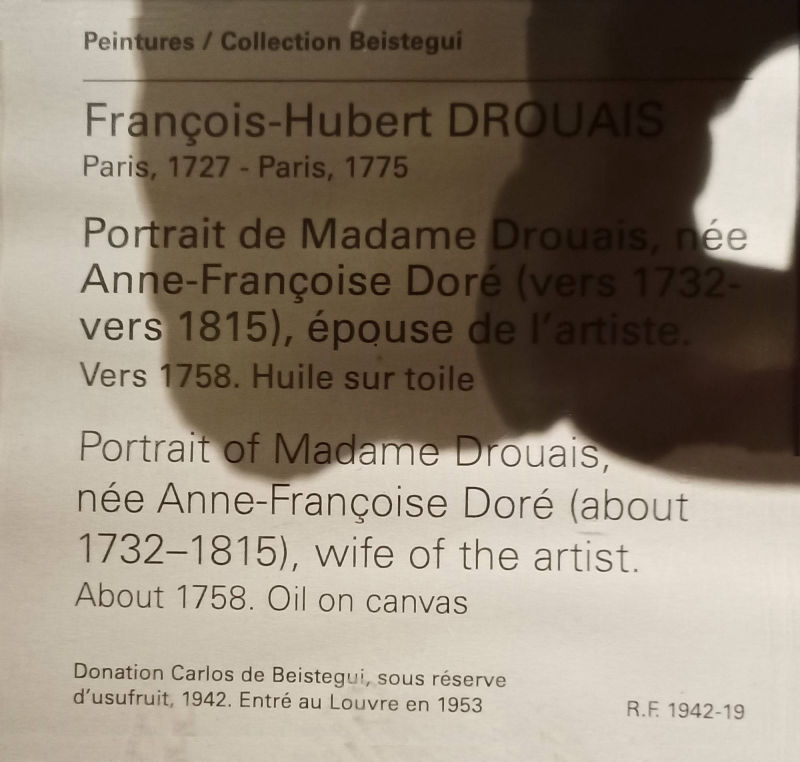 Peintures / Collection Beistegui
François-Hubert DROUAIS
Paris, 1727 - Paris, 1775
Portrait de Madame Drouais, née
Anne-Françoise Doré (vers 1732-
vers 1815), épouse de l'artiste.
Vers 1758. Huile sur toile
Portrait of Madame Drouais,
née Anne-Françoise Doré (about
1732–1815), wife of the artist.
About 1758. Oil on canvas
Donation Carlos de Beistegui, sous réserve
d'usufruit, 1942. Entré au Louvre en 1953
R.F. 1942-19